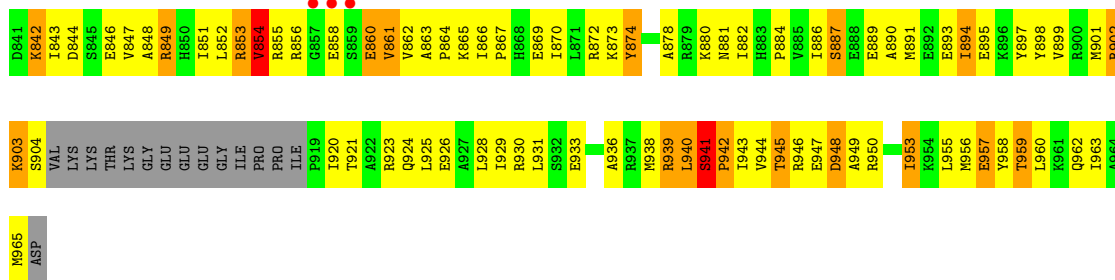 D841 K842 I843 D844 S845 E846 V847 A848 R849 H850 I851 L852 R853 V854 R855 R856 G857 E858 S859 E860 V861 V862 A863 P864 K865 I866 P867 H868 E869 I870 L871 R872 K873 Y874 A878 R879 K880 N881 I882 H883 P884 V885 I886 S887 E888 E889 A890 M891 E892 E893 I894 E895 K896 Y897 Y898 V899 R900 M901 R902
K903 S904 VAL LYS LYS THR LYS GLY GLU GLU GLU GLY ILE PRO PRO ILE P919 I920 T921 A922 R923 Q924 L925 E926 A927 L928 I929 R930 L931 S932 E933 A936 R937 M938 R939 L940 S941 P942 I943 V944 T945 R946 E947 D948 A949 R950 I953 K954 L955 M956 E957 Y958 T959 L960 K961 Q962 I963 A964
M965 ASP